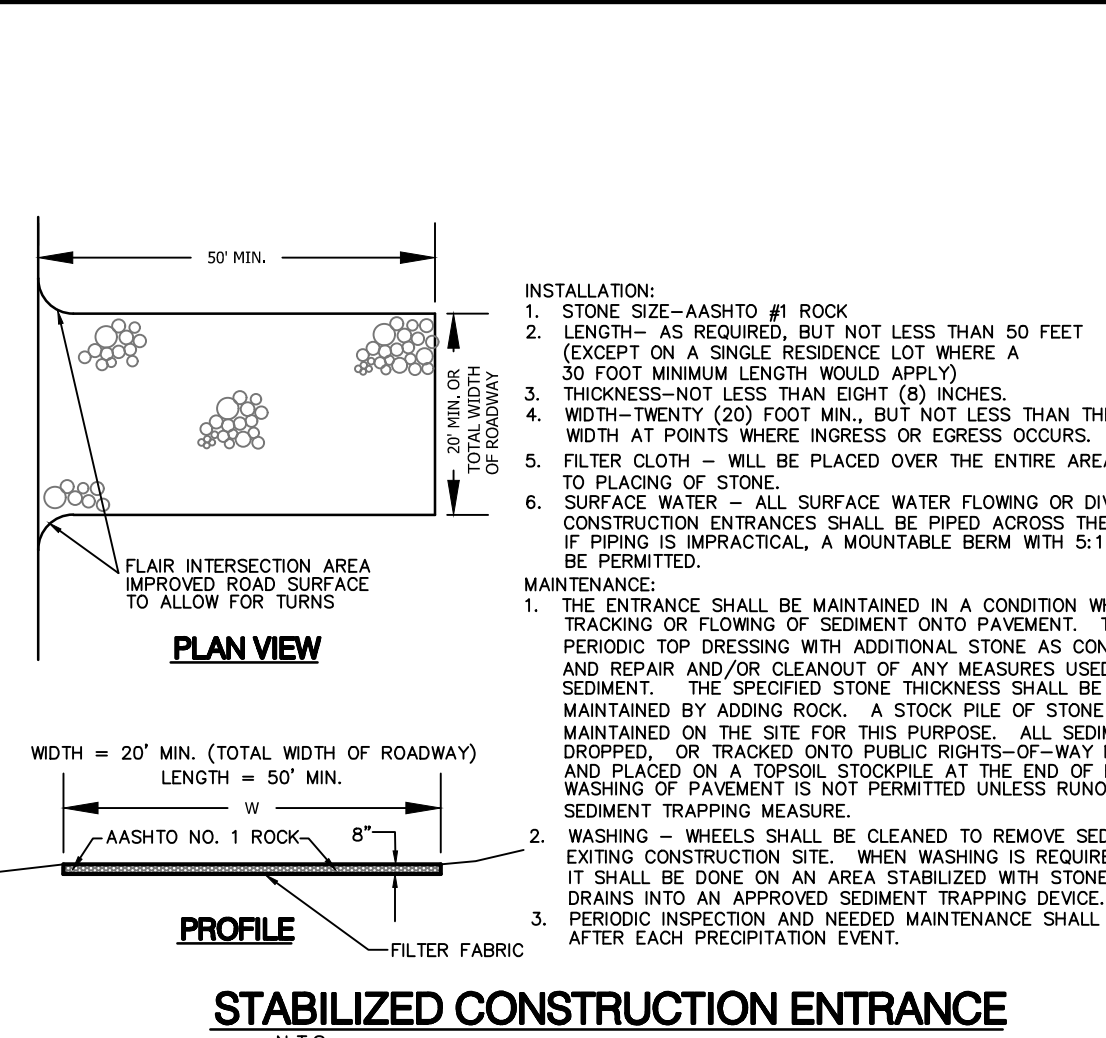 50' MIN.
20' MIN. OR
TOTAL WIDTH
OF ROADWAY
FLAIR INTERSECTION AREA
IMPROVED ROAD SURFACE
TO ALLOW FOR TURNS
PLAN VIEW
WIDTH = 20' MIN. (TOTAL WIDTH OF ROADWAY)
LENGTH = 50' MIN.
W
AASHTO NO. 1 ROCK
8"
PROFILE
FILTER FABRIC
INSTALLATION:
1. STONE SIZE-AASHTO #1 ROCK
2. LENGTH- AS REQUIRED, BUT NOT LESS THAN 50 FEET
(EXCEPT ON A SINGLE RESIDENCE LOT WHERE A
30 FOOT MINIMUM LENGTH WOULD APPLY)
3. THICKNESS-NOT LESS THAN EIGHT (8) INCHES.
4. WIDTH-TWENTY (20) FOOT MIN., BUT NOT LESS THAN
WIDTH AT POINTS WHERE INGRESS OR EGRESS OCCURS.
5. FILTER CLOTH - WILL BE PLACED OVER THE ENTIRE
TO PLACING OF STONE.
6. SURFACE WATER - ALL SURFACE WATER FLOWING OR
CONSTRUCTION ENTRANCES SHALL BE PIPED ACROSS THE
IF PIPING IS IMPRACTICAL, A MOUNTABLE BERM WITH 5:1
BE PERMITTED.
MAINTENANCE:
1. THE ENTRANCE SHALL BE MAINTAINED IN A CONDITION
TRACKING OR FLOWING OF SEDIMENT ONTO PAVEMENT.
PERIODIC TOP DRESSING WITH ADDITIONAL STONE AS
AND REPAIR AND/OR CLEANOUT OF ANY MEASURES USED
SEDIMENT. THE SPECIFIED STONE THICKNESS SHALL BE
MAINTAINED BY ADDING ROCK. A STOCK PILE OF STONE
MAINTAINED ON THE SITE FOR THIS PURPOSE. ALL
DROPPED, OR TRACKED ONTO PUBLIC RIGHTS-OF-WAY
AND PLACED ON A TOPSOIL STOCKPILE AT THE END OF
WASHING OF PAVEMENT IS NOT PERMITTED UNLESS
SEDIMENT TRAPPING MEASURE.
2. WASHING - WHEELS SHALL BE CLEANED TO REMOVE
EXITING CONSTRUCTION SITE. WHEN WASHING IS
IT SHALL BE DONE ON AN AREA STABILIZED WITH STONE
DRAINS INTO AN APPROVED SEDIMENT TRAPPING DEVICE.
3. PERIODIC INSPECTION AND NEEDED MAINTENANCE SHALL
AFTER EACH PRECIPITATION EVENT.
STABILIZED CONSTRUCTION ENTRANCE